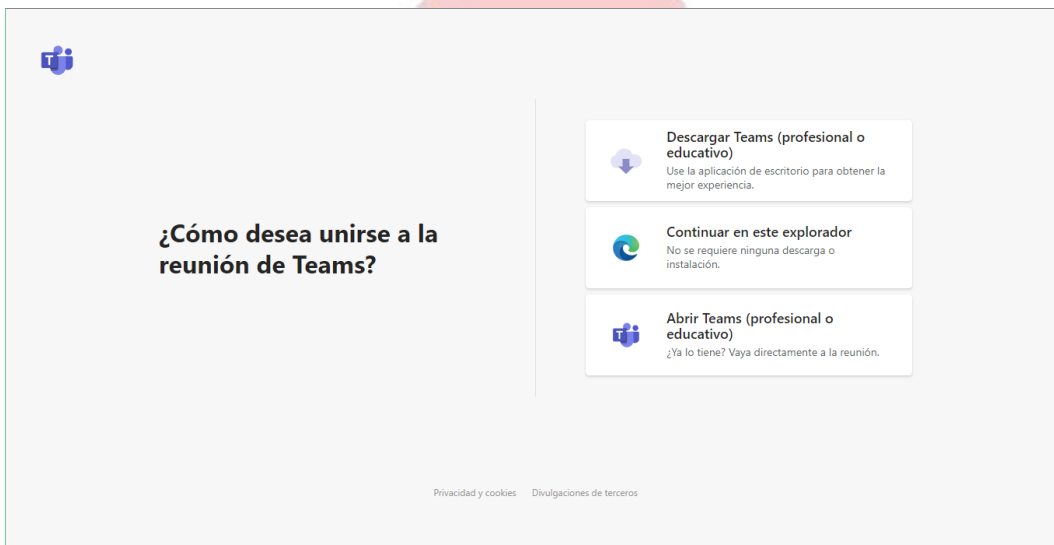 ¿Cómo desea unirse a la
reunión de Teams?
Descargar Teams (profesional o
educativo)
Use la aplicación de escritorio para obtener la
mejor experiencia.
Continuar en este explorador
No se requiere ninguna descarga o
instalación.
Abrir Teams (profesional o
educativo)
¿Ya lo tiene? Vaya directamente a la reunión.
Privacidad y cookies Divulgaciones de terceros